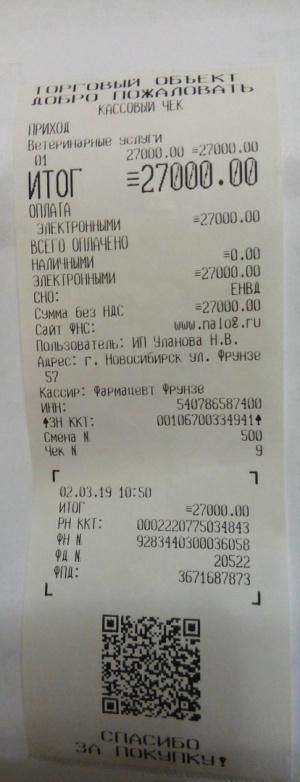 ТОРГОВЫЙ ОБЪЕКТ
ДОБРО ПОЖАЛОВАТЬ
КАССОВЫЙ ЧЕК
ПРИХОД
Ветеринарные услуги
01 27000.00 =27000.00
ИТОГ =27000.00
ОПЛАТА
ЭЛЕКТРОННЫМИ =27000.00
ВСЕГО ОПЛАЧЕНО
НАЛИЧНЫМИ =0.00
ЭЛЕКТРОННЫМИ =27000.00
СНО: ЕНВД
Сумма без НДС =27000.00
Сайт ФНС: www.nalog.ru
Пользователь: ИП Уланова Н.В.
Адрес: г. Новосибирск ул. Фрунзе
57
Кассир: Фармацевт Фрунзе
ИНН: 540786587400
↑ЗН ККТ: 00106700334941↑
Смена N 500
Чек N 9
02.03.19 10:50
ИТОГ =27000.00
РН ККТ: 0002220775034843
ФН N 9283440300036058
ФД N 20522
ФПД: 3671687873
СПАСИБО
ЗА ПОКУПКУ!